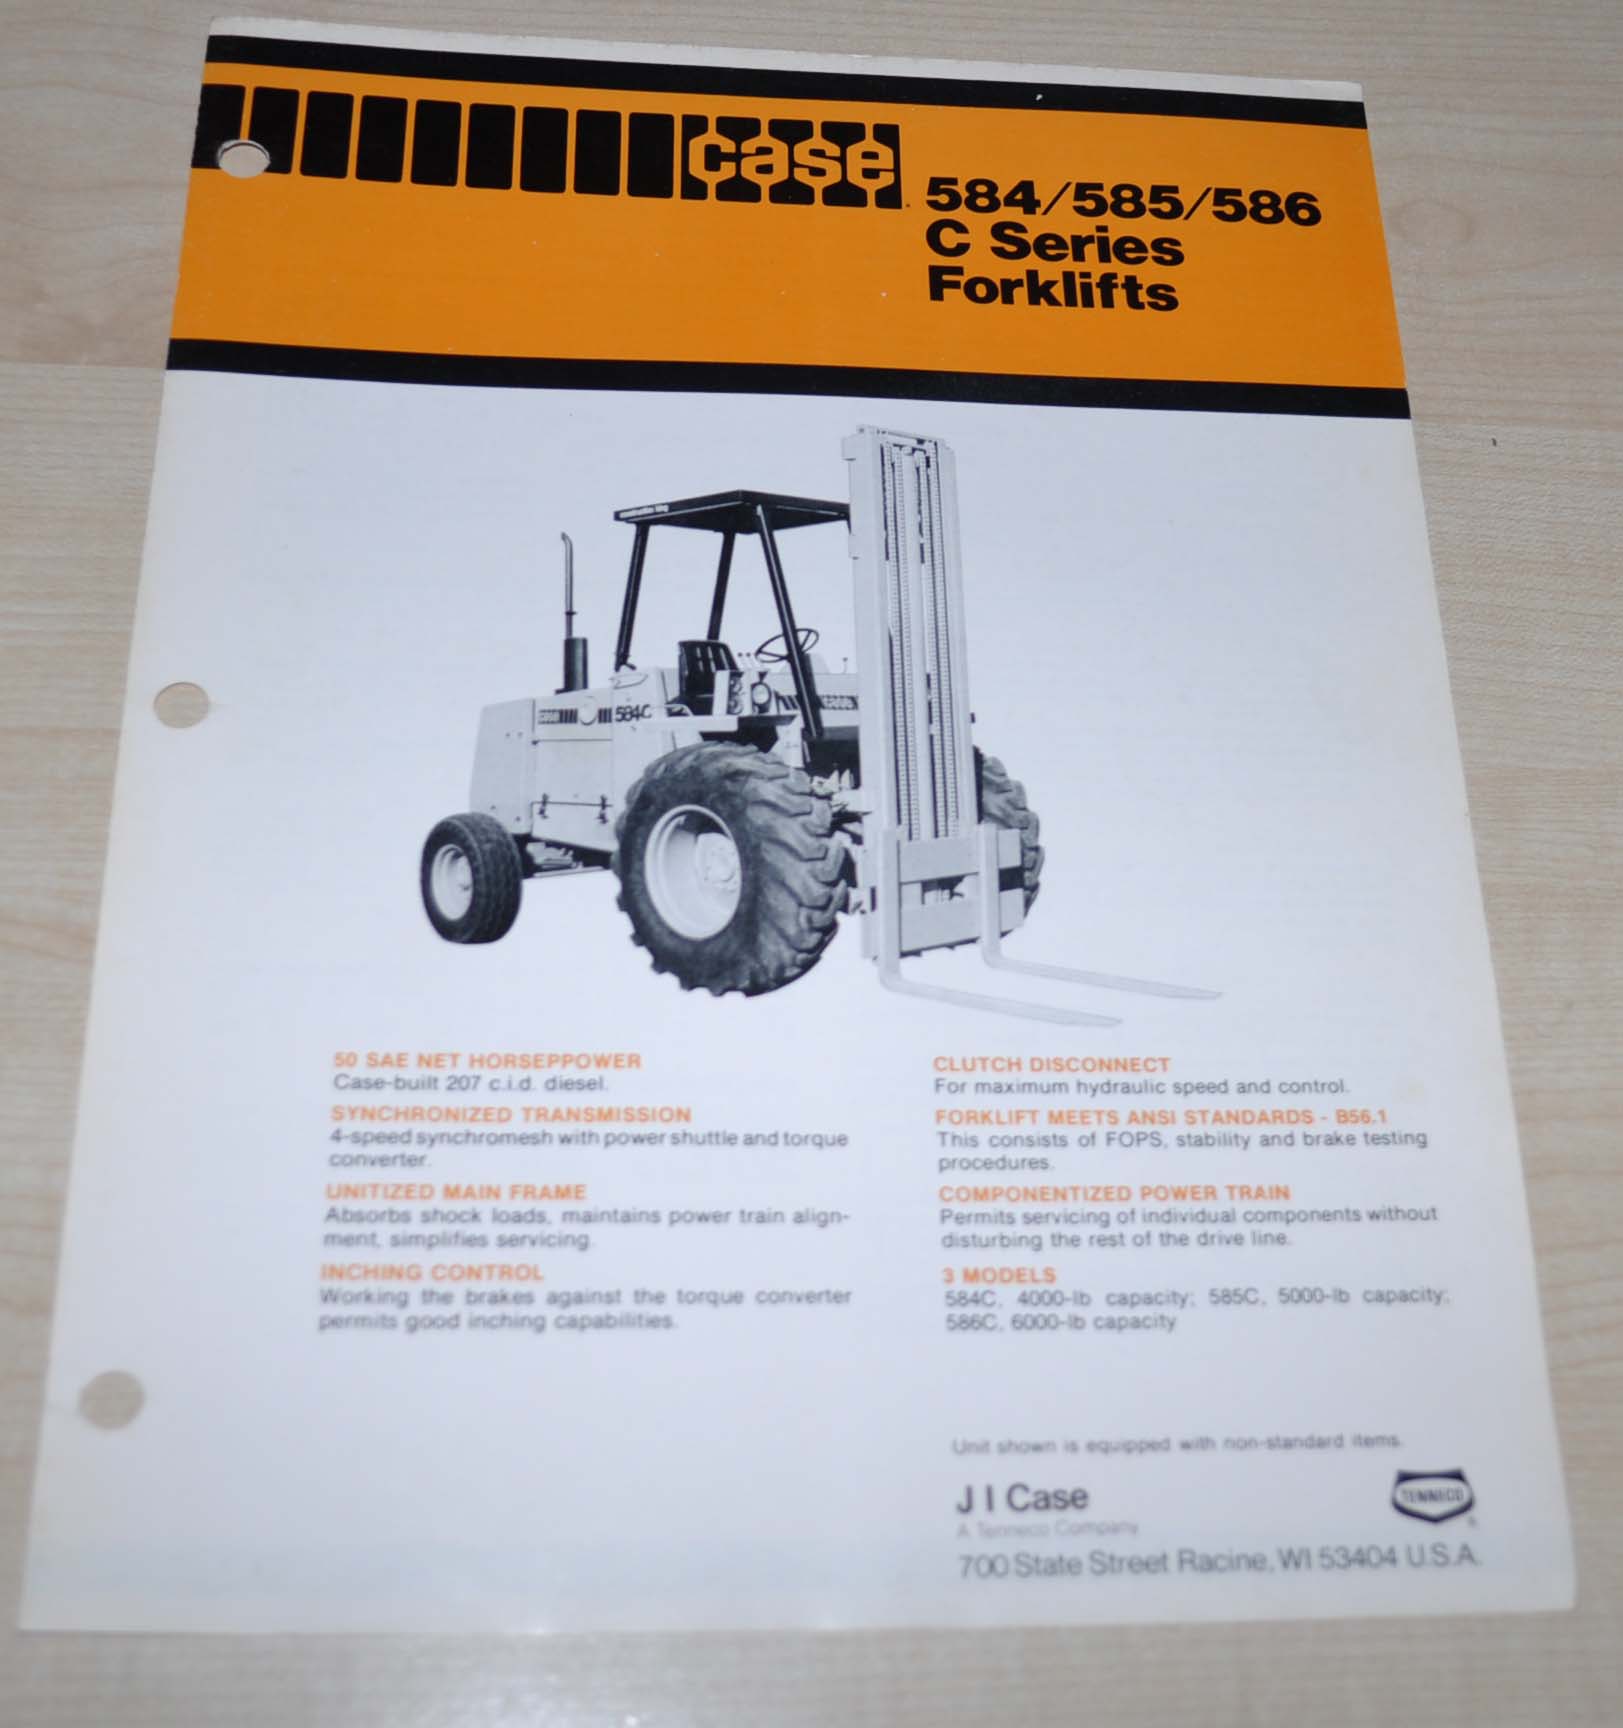 case
584/585/586
C Series
Forklifts
construction king
case
584C
50 SAE NET HORSEPPOWER
Case-built 207 c.i.d. diesel.
SYNCHRONIZED TRANSMISSION
4-speed synchromesh with power shuttle and torque
converter.
UNITIZED MAIN FRAME
Absorbs shock loads, maintains power train align-
ment, simplifies servicing.
INCHING CONTROL
Working the brakes against the torque converter
permits good inching capabilities.
CLUTCH DISCONNECT
For maximum hydraulic speed and control.
FORKLIFT MEETS ANSI STANDARDS - B56.1
This consists of FOPS, stability and brake testing
procedures.
COMPONENTIZED POWER TRAIN
Permits servicing of individual components without
disturbing the rest of the drive line.
3 MODELS
584C, 4000-lb capacity; 585C, 5000-lb capacity;
586C, 6000-lb capacity
Unit shown is equipped with non-standard items.
J I Case
A Tenneco Company
700 State Street Racine, WI 53404 U.S.A.
TENNECO